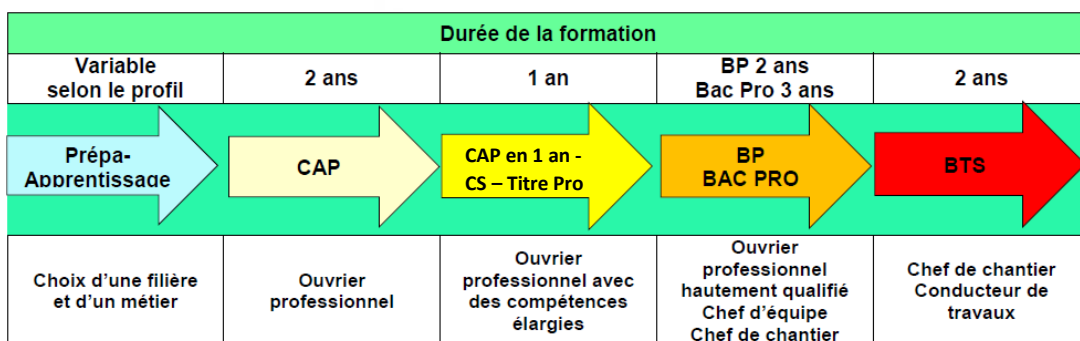 Durée de la formation
Variable
selon le profil
2 ans
1 an
BP 2 ans
Bac Pro 3 ans
2 ans
Prépa-
Apprentissage
CAP
CAP en 1 an -
CS – Titre Pro
BP
BAC PRO
BTS
Choix d'une filière
et d'un métier
Ouvrier
professionnel
Ouvrier
professionnel avec
des compétences
élargies
Ouvrier
professionnel
hautement qualifié
Chef d'équipe
Chef de chantier
Chef de chantier
Conducteur de
travaux